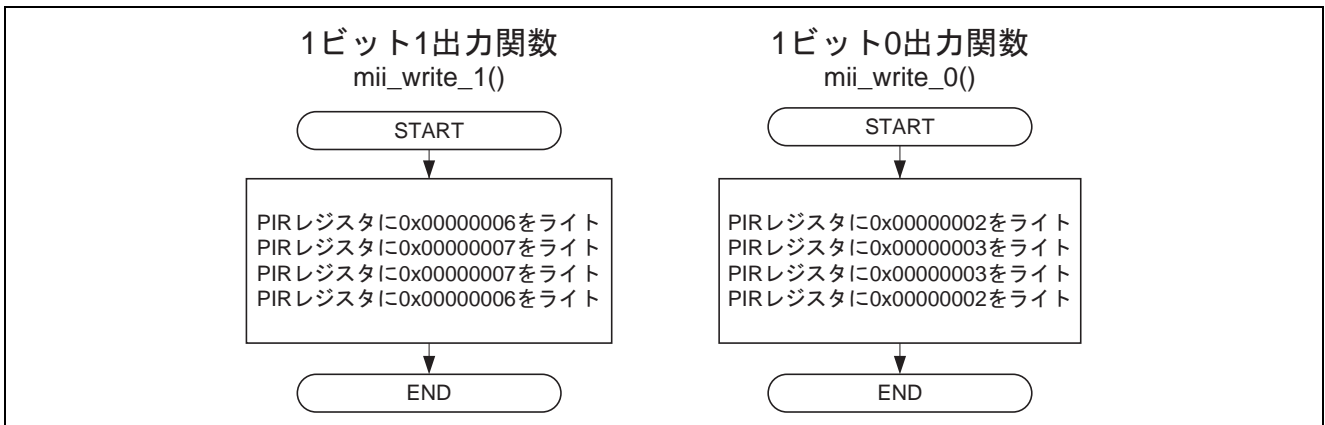 1ビット1出力関数
mii_write_1()
START
PIRレジスタに0x00000006をライト
PIRレジスタに0x00000007をライト
PIRレジスタに0x00000007をライト
PIRレジスタに0x00000006をライト
END
1ビット0出力関数
mii_write_0()
START
PIRレジスタに0x00000002をライト
PIRレジスタに0x00000003をライト
PIRレジスタに0x00000003をライト
PIRレジスタに0x00000002をライト
END